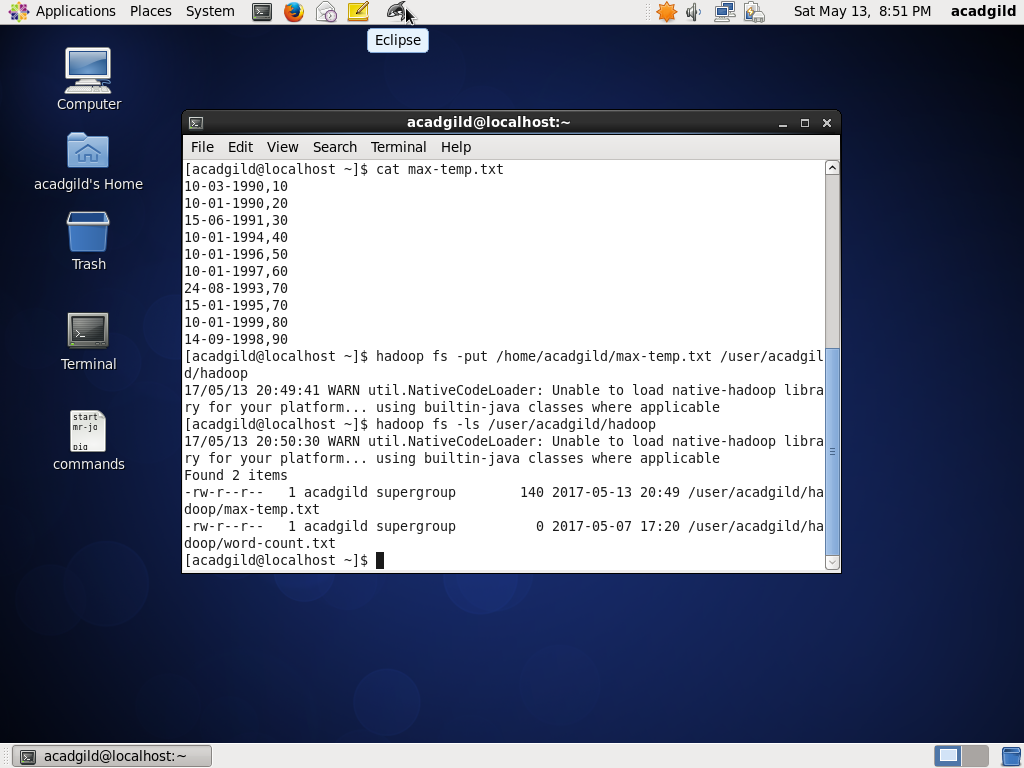 Applications Places System Sat May 13, 8:51 PM acadgild
Eclipse
Computer
acadgild's Home
Trash
Terminal
start
mr-jo
pig
commands
acadgild@localhost:~
File Edit View Search Terminal Help
[acadgild@localhost ~]$ cat max-temp.txt
10-03-1990,10
10-01-1990,20
15-06-1991,30
10-01-1994,40
10-01-1996,50
10-01-1997,60
24-08-1993,70
15-01-1995,70
10-01-1999,80
14-09-1998,90
[acadgild@localhost ~]$ hadoop fs -put /home/acadgild/max-temp.txt /user/acadgil
d/hadoop
17/05/13 20:49:41 WARN util.NativeCodeLoader: Unable to load native-hadoop libra
ry for your platform... using builtin-java classes where applicable
[acadgild@localhost ~]$ hadoop fs -ls /user/acadgild/hadoop
17/05/13 20:50:30 WARN util.NativeCodeLoader: Unable to load native-hadoop libra
ry for your platform... using builtin-java classes where applicable
Found 2 items
-rw-r--r--   1 acadgild supergroup        140 2017-05-13 20:49 /user/acadgild/ha
doop/max-temp.txt
-rw-r--r--   1 acadgild supergroup          0 2017-05-07 17:20 /user/acadgild/ha
doop/word-count.txt
[acadgild@localhost ~]$
acadgild@localhost:~